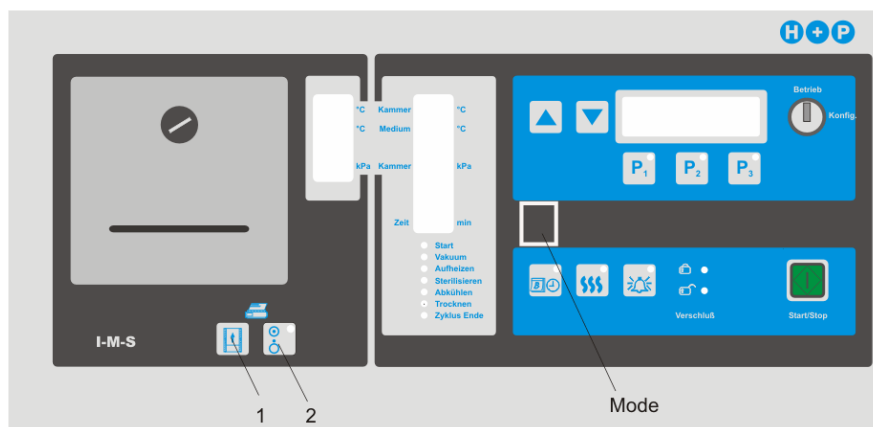 H+P
Betrieb
Konfig.
°C Kammer °C
°C Medium °C
kPa Kammer kPa
Zeit min
P1 P2 P3
Start
Vakuum
Aufheizen
Sterilisieren
Abkühlen
Trocknen
Zyklus Ende
8
Verschluß
Start/Stop
I-M-S
1 2
Mode